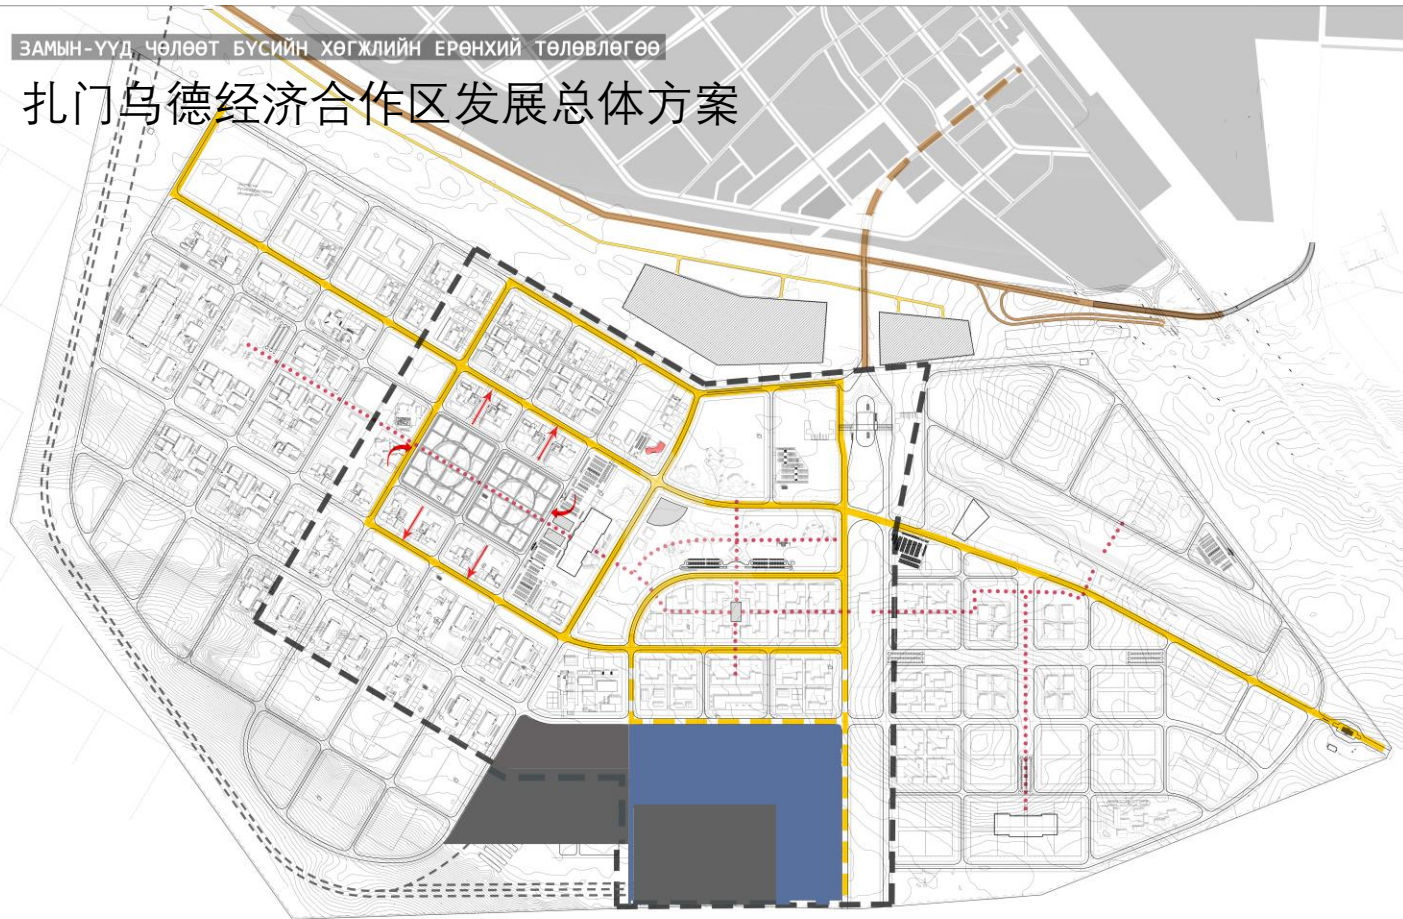 ЗАМЫН-ҮҮД ЧӨЛӨӨТ БҮСИЙН ХӨГЖЛИЙН ЕРӨНХИЙ ТӨЛӨВЛӨГӨӨ
扎门乌德经济合作区发展总体方案